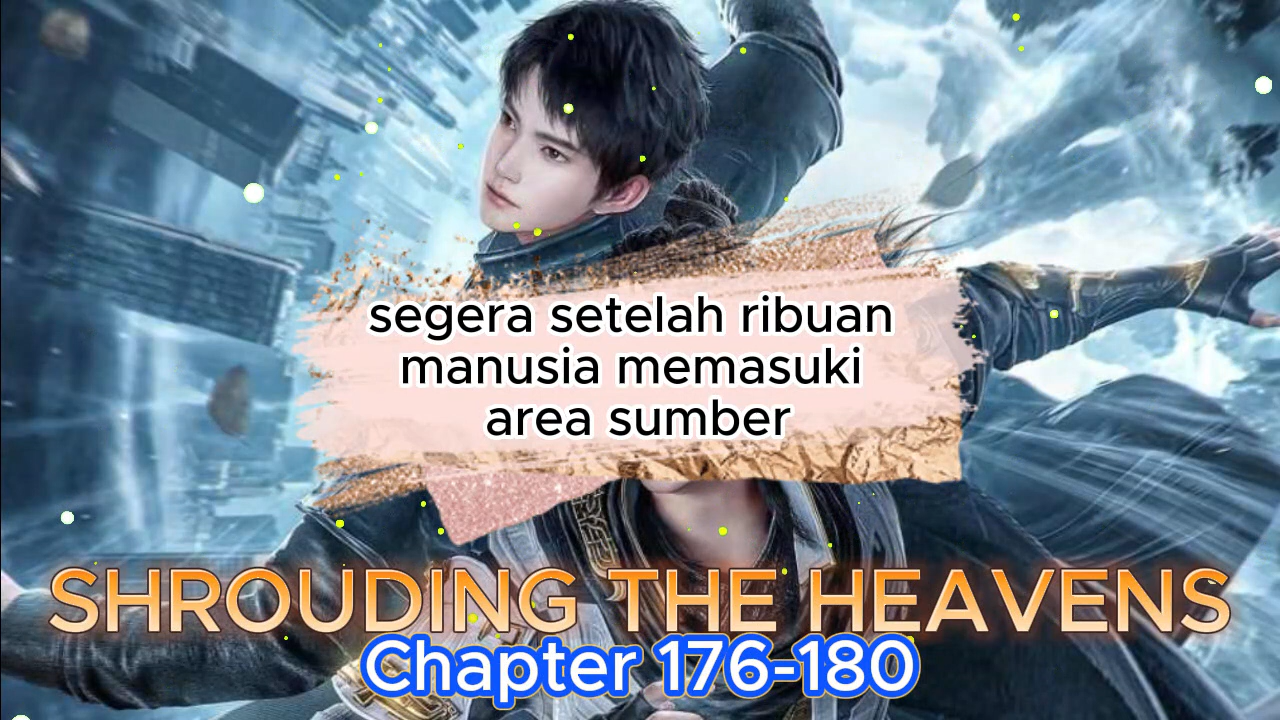 segera setelah ribuan
manusia memasuki
area sumber
SHROUDING THE HEAVENS
Chapter 176-180